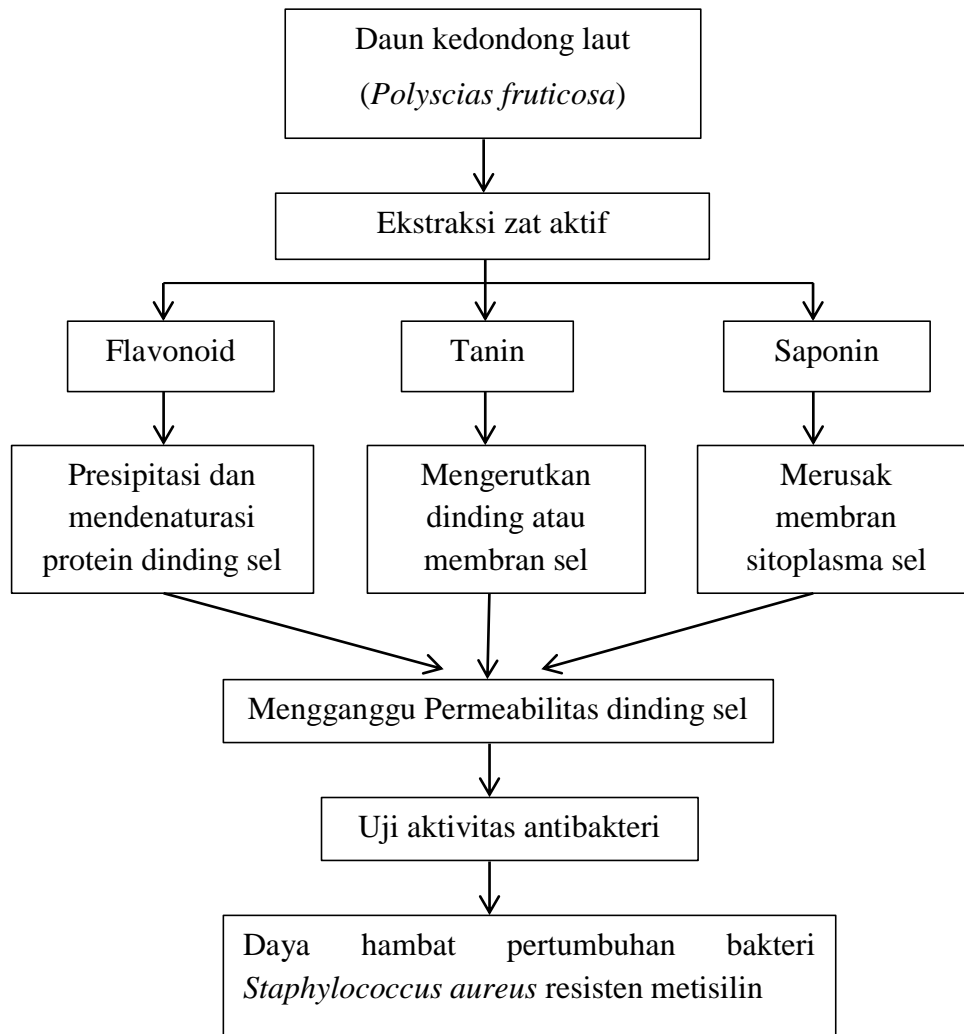 Daun kedondong laut
(Polyscias fruticosa)
Ekstraksi zat aktif
Flavonoid
Tanin
Saponin
Presipitasi dan
mendenaturasi
protein dinding sel
Mengerutkan
dinding atau
membran sel
Merusak
membran
sitoplasma sel
Mengganggu Permeabilitas dinding sel
Uji aktivitas antibakteri
Daya hambat pertumbuhan bakteri
Staphylococcus aureus resisten metisilin